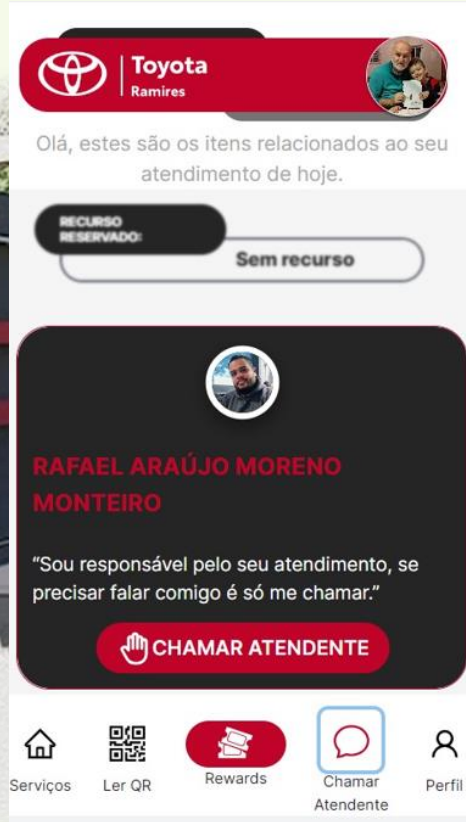 Toyota
Ramires
Olá, estes são os itens relacionados ao seu
atendimento de hoje.
RECURSO
RESERVADO:
Sem recurso
RAFAEL ARAÚJO MORENO
MONTEIRO
“Sou responsável pelo seu atendimento, se
precisar falar comigo é só me chamar.”
CHAMAR ATENDENTE
Serviços
Ler QR
Rewards
Chamar
Atendente
Perfil